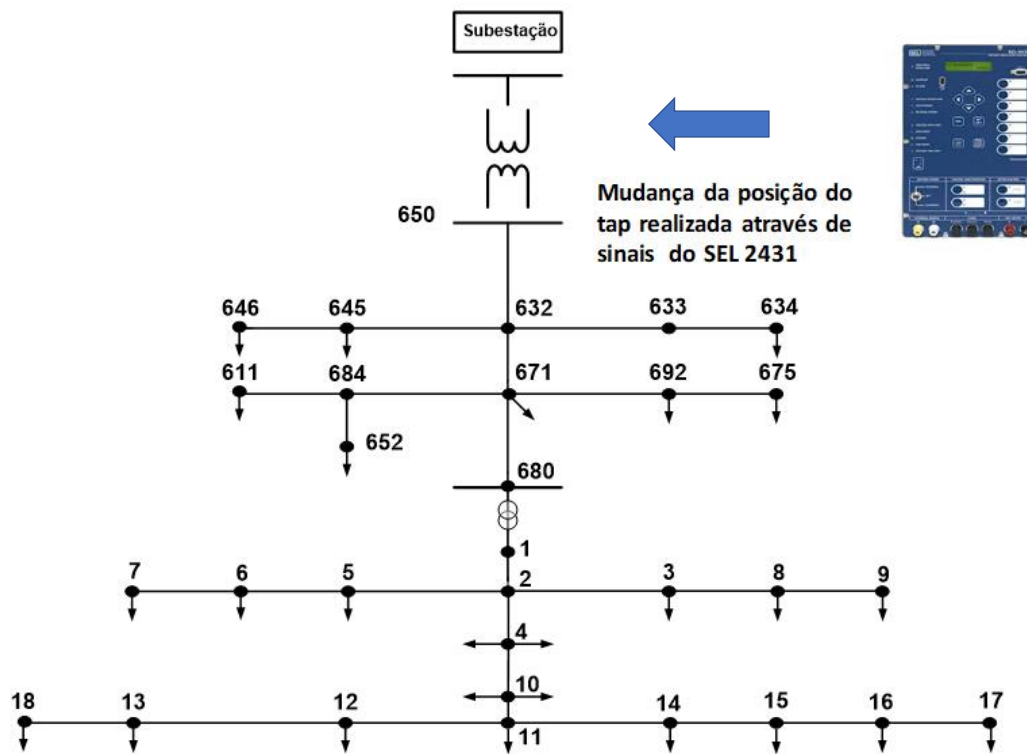 Subestação
Mudança da posição do
tap realizada através de
sinais do SEL 2431
650
646 645 632 633 634
611 684 671 692 675
652
680
1
7 6 5 2 3 8 9
4
10
18 13 12 11 14 15 16 17